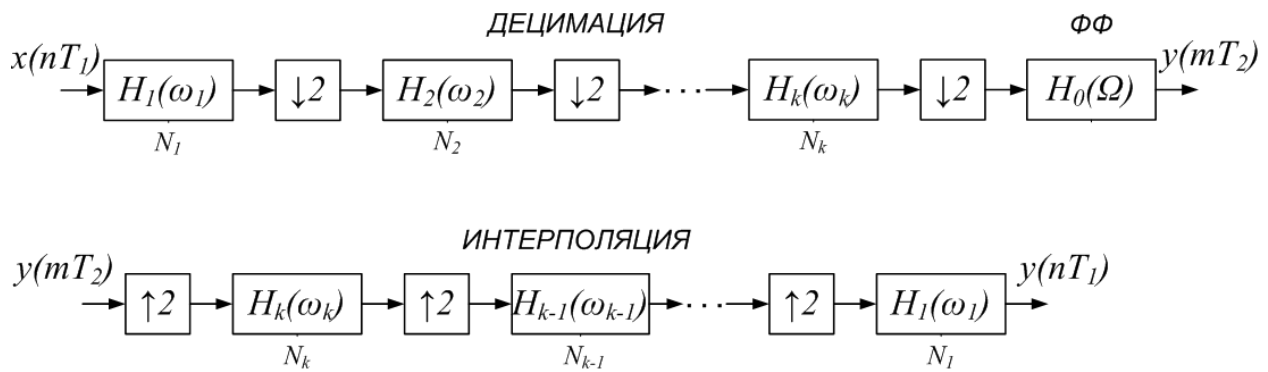 ДЕЦИМАЦИЯ ФФ
x(nT₁) H₁(ω₁) ↓2 H₂(ω₂) ↓2 ··· Hₖ(ωₖ) ↓2 H₀(Ω) y(mT₂)
N₁ N₂ Nₖ
ИНТЕРПОЛЯЦИЯ
y(mT₂) ↑2 Hₖ(ωₖ) ↑2 Hₖ₋₁(ωₖ₋₁) ··· ↑2 H₁(ω₁) y(nT₁)
Nₖ Nₖ₋₁ N₁